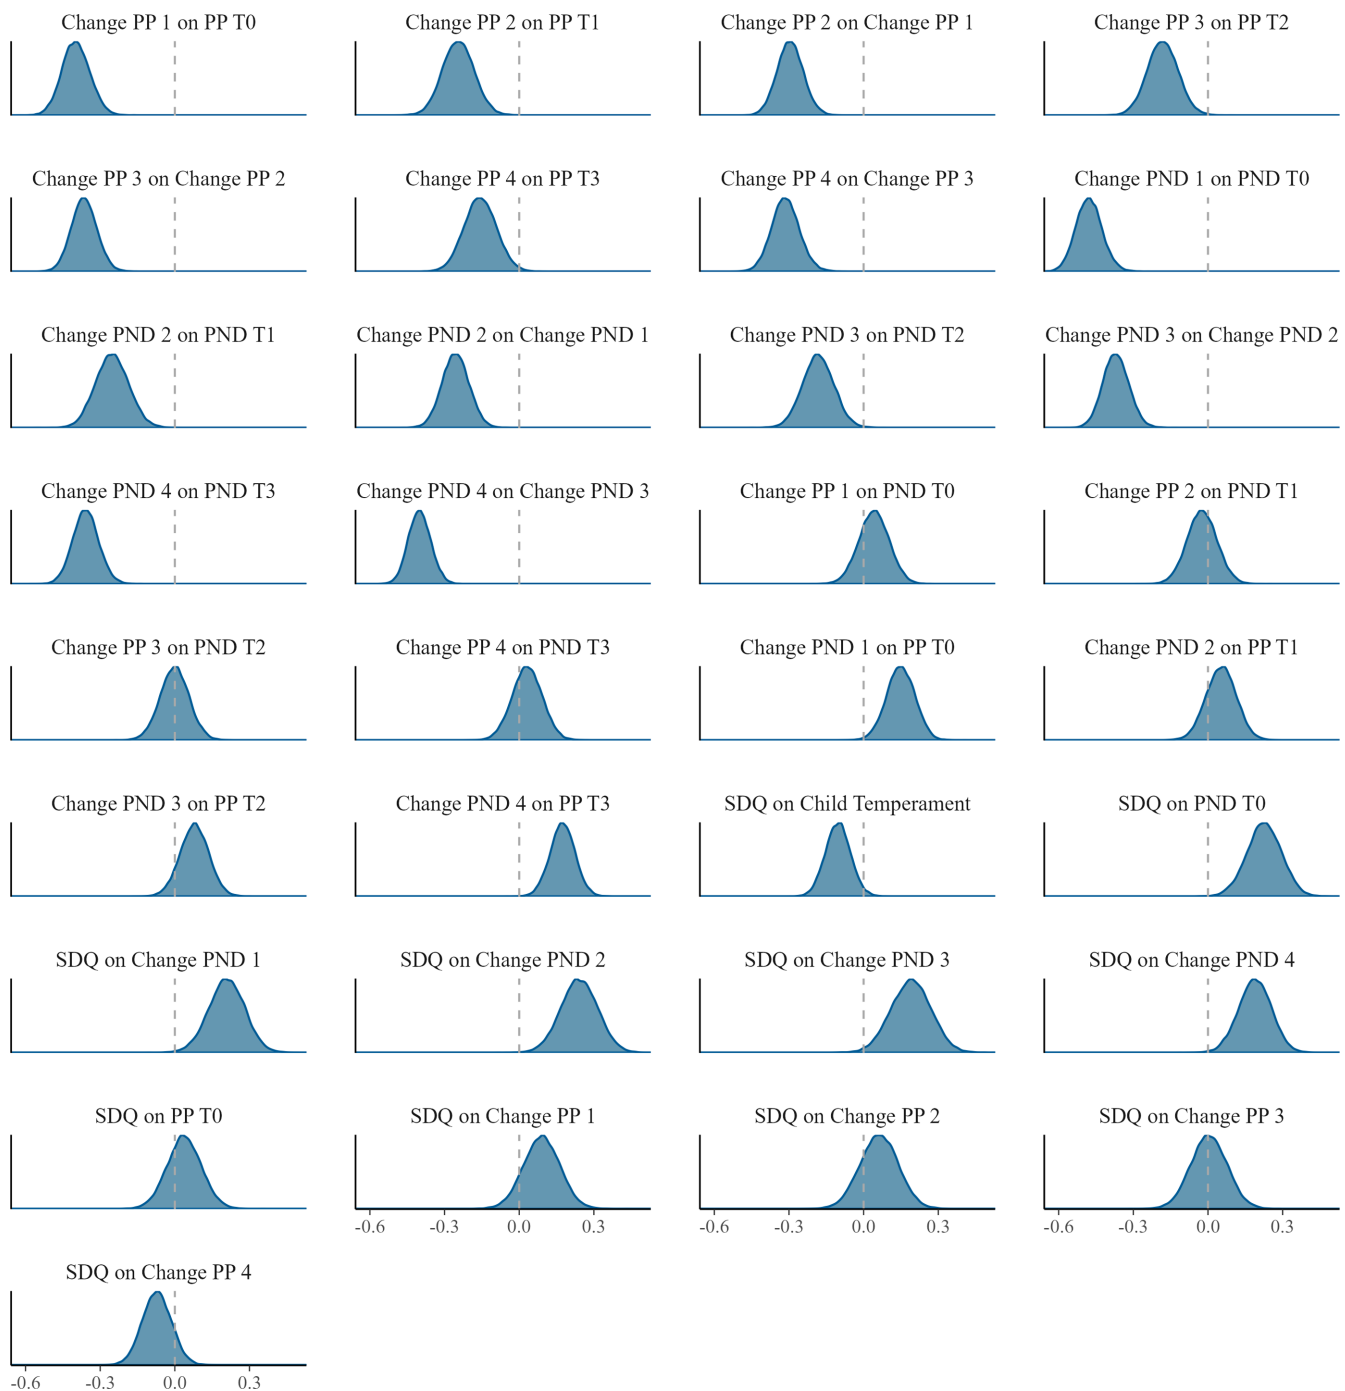 Change PP 1 on PP T0
Change PP 2 on PP T1
Change PP 2 on Change PP 1
Change PP 3 on PP T2
Change PP 3 on Change PP 2
Change PP 4 on PP T3
Change PP 4 on Change PP 3
Change PND 1 on PND T0
Change PND 2 on PND T1
Change PND 2 on Change PND 1
Change PND 3 on PND T2
Change PND 3 on Change PND 2
Change PND 4 on PND T3
Change PND 4 on Change PND 3
Change PP 1 on PND T0
Change PP 2 on PND T1
Change PP 3 on PND T2
Change PP 4 on PND T3
Change PND 1 on PP T0
Change PND 2 on PP T1
Change PND 3 on PP T2
Change PND 4 on PP T3
SDQ on Child Temperament
SDQ on PND T0
SDQ on Change PND 1
SDQ on Change PND 2
SDQ on Change PND 3
SDQ on Change PND 4
SDQ on PP T0
SDQ on Change PP 1
SDQ on Change PP 2
SDQ on Change PP 3
-0.6 -0.3 0.0 0.3
-0.6 -0.3 0.0 0.3
-0.6 -0.3 0.0 0.3
SDQ on Change PP 4
-0.6 -0.3 0.0 0.3